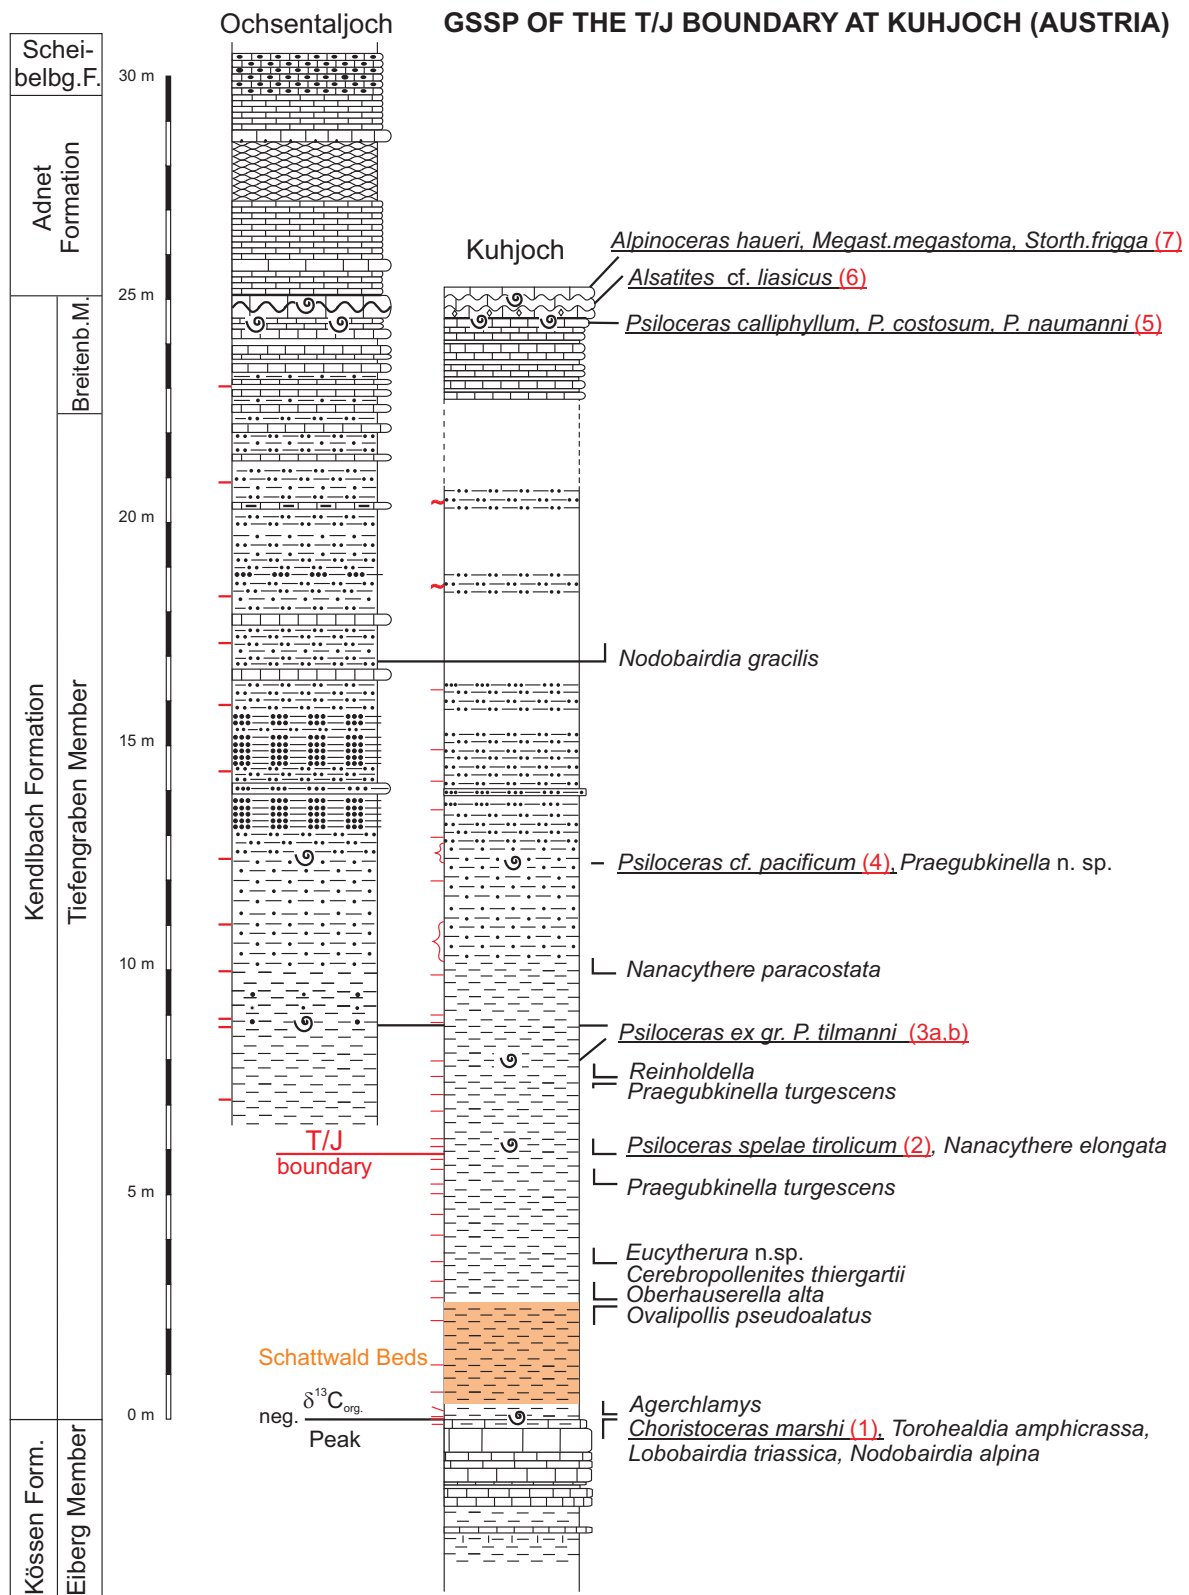 Ochsentaljoch
GSSP OF THE T/J BOUNDARY AT KUHJOCH (AUSTRIA)
Schei-
belbg.F.
30 m
Adnet
Formation
Kuhjoch
Alpinoceras haueri, Megast.megastoma, Storth.frigga (7)
Alsatites cf. liasicus (6)
25 m
Psiloceras calliphyllum, P. costosum, P. naumanni (5)
Breitenb.M.
20 m
Nodobairdia gracilis
Kendlbach Formation
Tiefengraben Member
15 m
Psiloceras cf. pacificum (4), Praegubkinella n. sp.
10 m
Nanacythere paracostata
Psiloceras ex gr. P. tilmanni (3a,b)
Reinholdella
Praegubkinella turgescens
T/J
boundary
Psiloceras spelae tirolicum (2), Nanacythere elongata
5 m
Praegubkinella turgescens
Eucytherura n.sp.
Cerebropollenites thiergartii
Oberhauserella alta
Ovalipollis pseudoalatus
Schattwald Beds
δ13Corg.
neg.
Peak
0 m
Agerchlamys
Choristoceras marshi (1), Torohealdia amphicrassa,
Lobobairdia triassica, Nodobairdia alpina
Kössen Form.
Eiberg Member